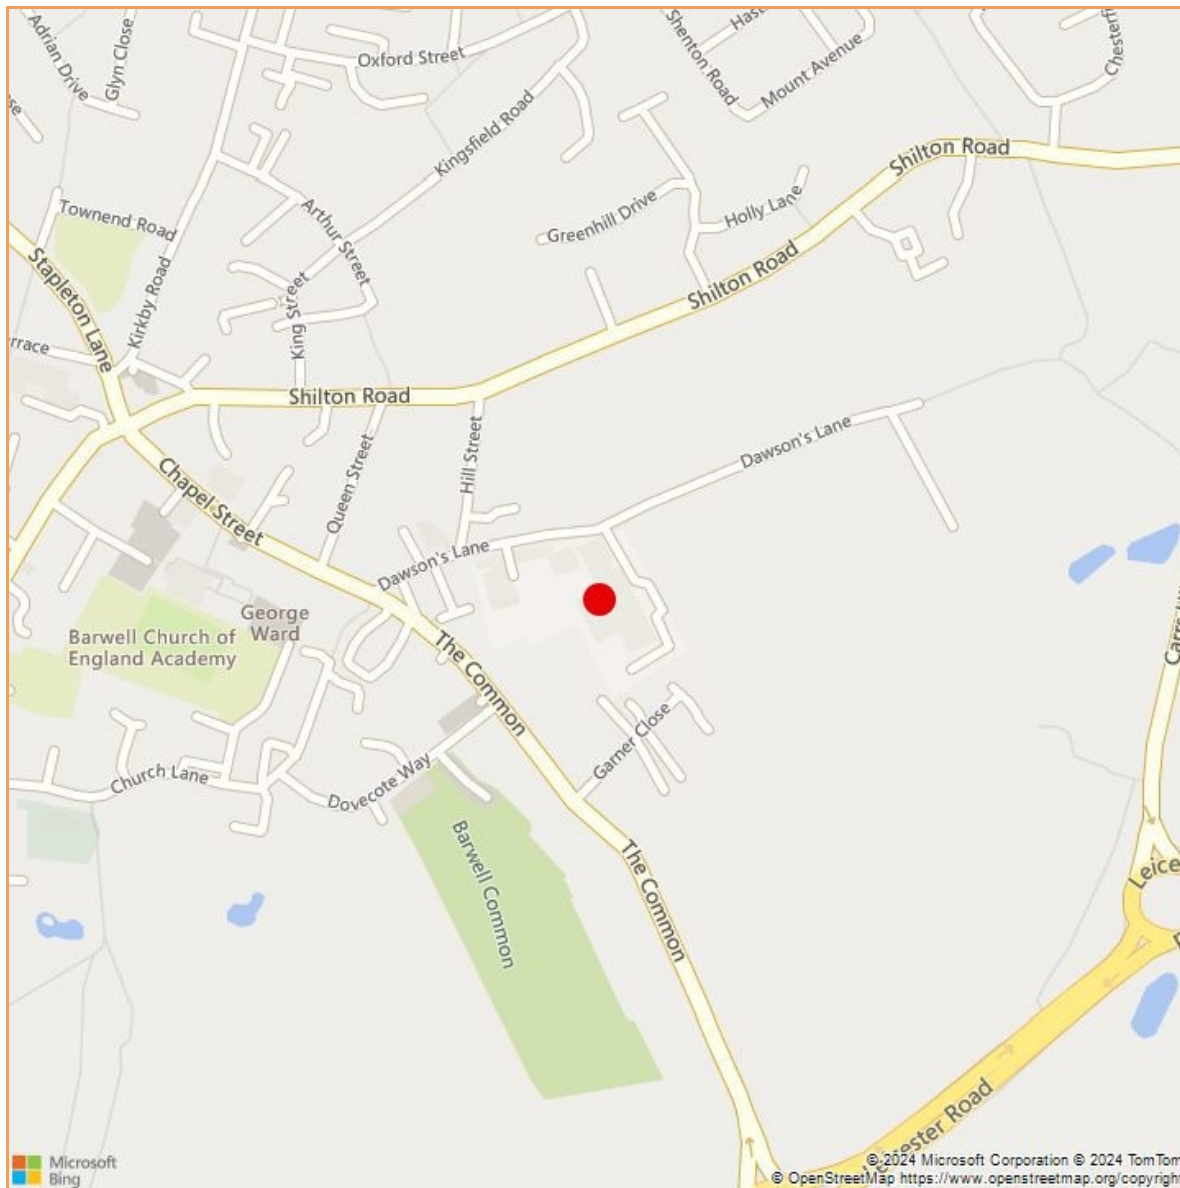 Adrian Drive
Glyn Close
Oxford Street
Shenton Road
Mount Avenue
Kingsfield Road
Shilton Road
Townend Road
Arthur Street
Holly Lane
Greenhill Drive
Kirkby Road
Stapleton Lane
King Street
Shilton Road
Shilton Road
Hill Street
Queen Street
Dawson's Lane
Chapel Street
Dawson's Lane
George
Ward
Barwell Church of
England Academy
The Common
Garner Close
Church Lane
Dovecote Way
Barwell Common
The Common
Leicester Road
Microsoft
Bing
© 2024 Microsoft Corporation © 2024 TomTom
© OpenStreetMap https://www.openstreetmap.org/copyright